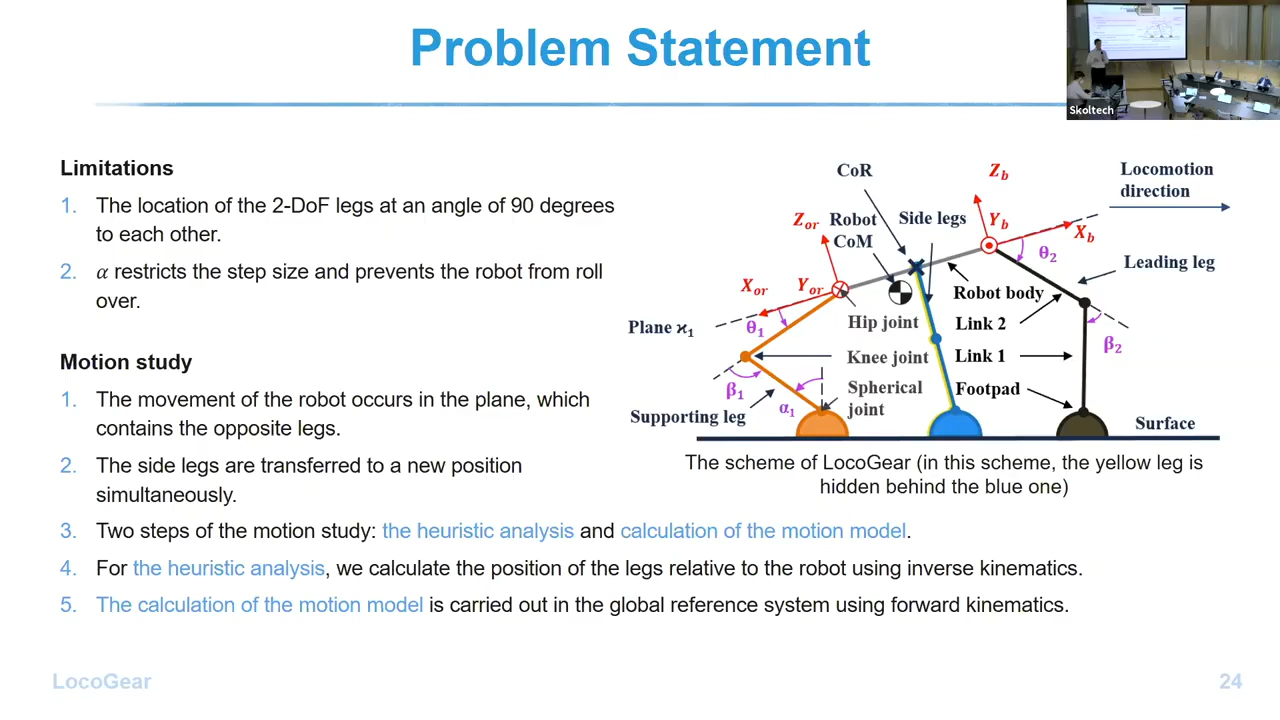 Problem Statement
Skoltech
Limitations
1. The location of the 2-DoF legs at an angle of 90 degrees
to each other.
2. α restricts the step size and prevents the robot from roll
over.
Motion study
1. The movement of the robot occurs in the plane, which
contains the opposite legs.
2. The side legs are transferred to a new position
simultaneously.
3. Two steps of the motion study: the heuristic analysis and calculation of the motion model.
4. For the heuristic analysis, we calculate the position of the legs relative to the robot using inverse kinematics.
5. The calculation of the motion model is carried out in the global reference system using forward kinematics.
CoR
Z_b
Locomotion
direction
Z_or
Robot
CoM
Side legs
Y_b
X_b
θ₂
Leading leg
X_or
Y_or
Robot body
Plane ϰ₁
θ₁
Hip joint
Link 2
β₂
Knee joint
Link 1
β₁
Spherical
joint
Footpad
α₁
Supporting leg
Surface
The scheme of LocoGear (in this scheme, the yellow leg is
hidden behind the blue one)
LocoGear
24